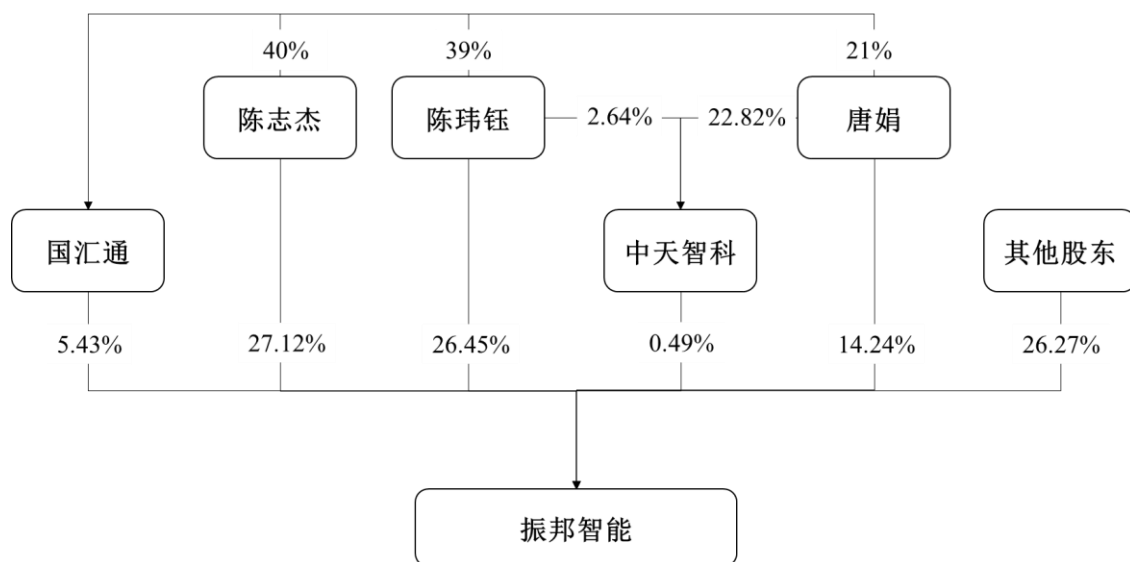 40%
39%
21%
陈志杰
陈玮钰
2.64%
22.82%
唐娟
国汇通
中天智科
其他股东
5.43%
27.12%
26.45%
0.49%
14.24%
26.27%
振邦智能